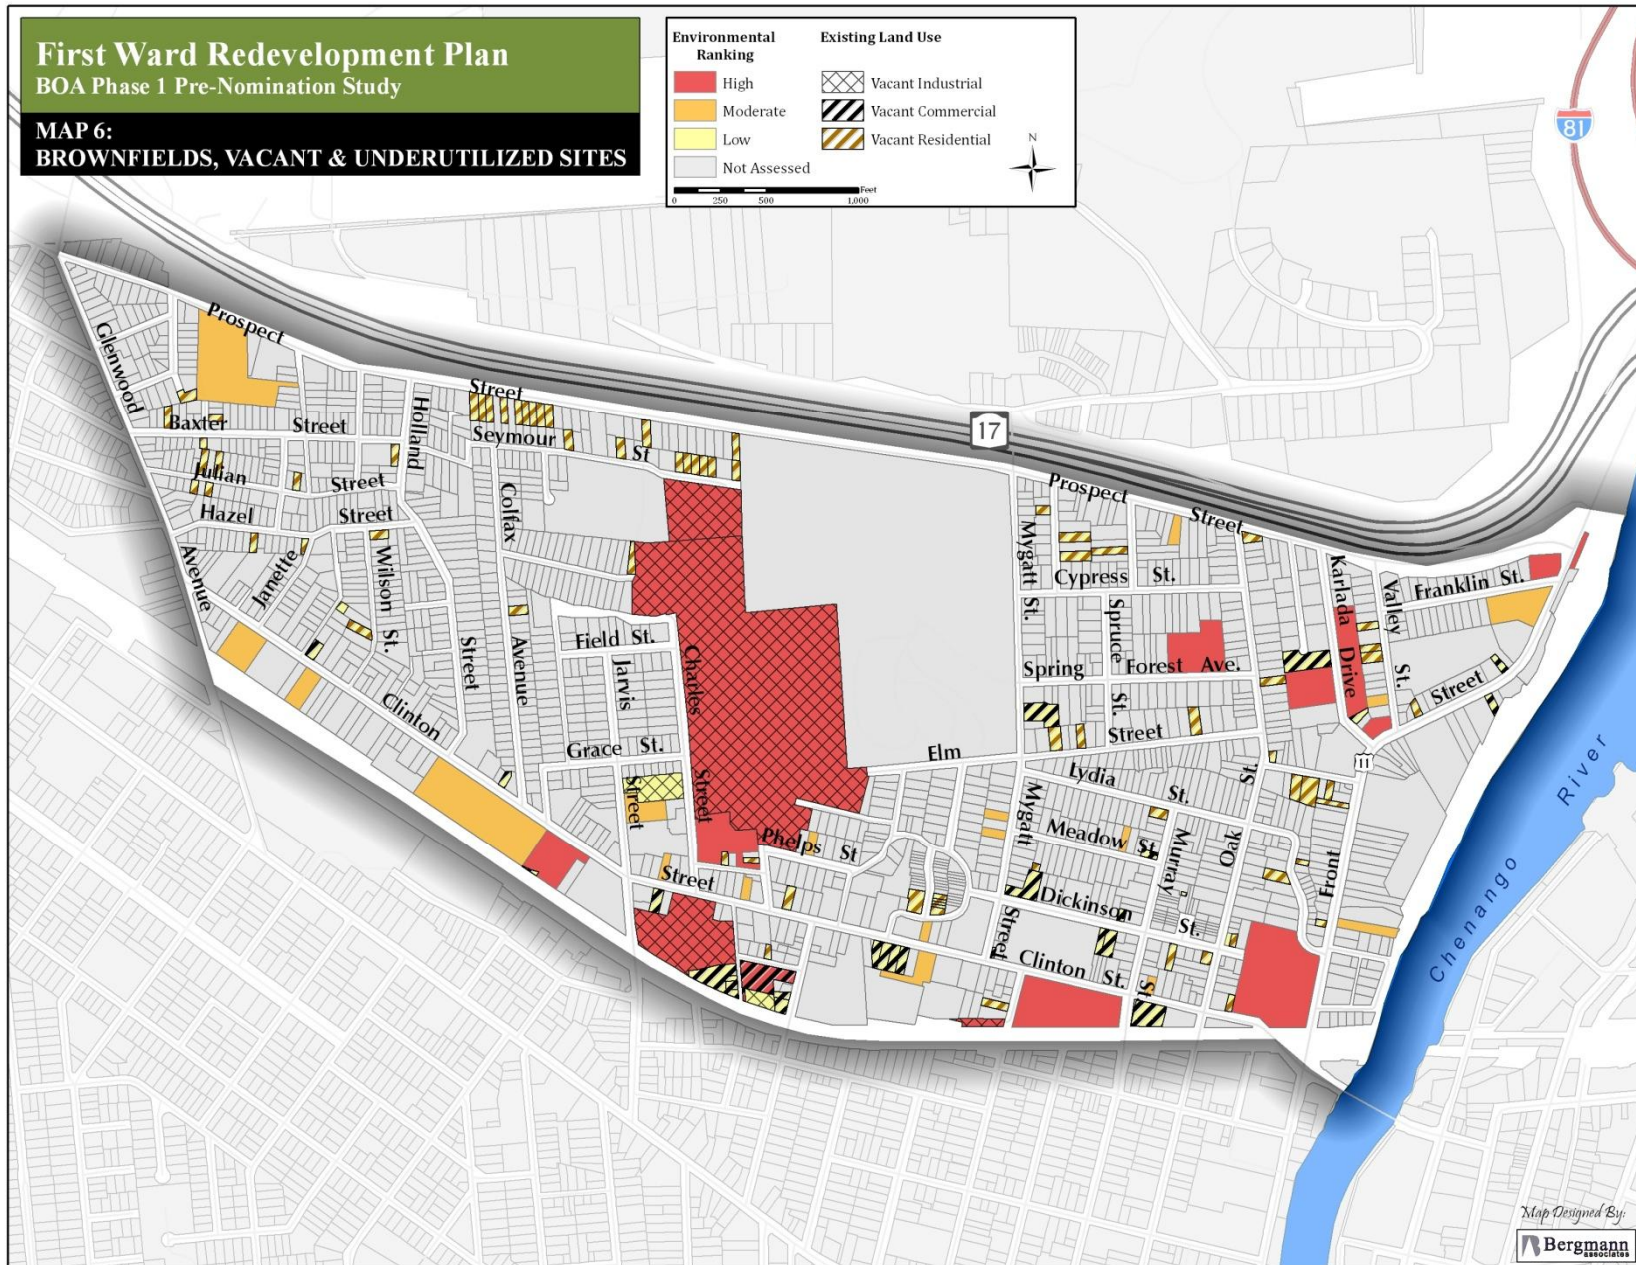 First Ward Redevelopment Plan
BOA Phase 1 Pre-Nomination Study
MAP 6:
BROWNFIELDS, VACANT & UNDERUTILIZED SITES
Environmental
Ranking
High
Moderate
Low
Not Assessed
Existing Land Use
Vacant Industrial
Vacant Commercial
Vacant Residential
N
Feet
0 250 500 1,000
81
17
11
Prospect
Street
Glenwood
Avenue
Baxter
Street
Holland
Street
Seymour
St
Julian
Street
Hazel
Street
Colfax
Avenue
Janette
Wilson
St.
Clinton
Street
Field St.
Jarvis
Street
Charles
Street
Grace St.
Phelps St
Elm
Street
Prospect
Street
Mygatt
St.
Cypress St.
Spruce
St.
Spring
Forest Ave.
Karlada
Drive
Valley
St.
Franklin St.
Street
Lydia
St.
Mygatt
Street
Meadow St.
Murray
St.
Oak
St.
Front
Dickinson
St.
Clinton St.
Chenango River
Map Designed By:
Bergmann
associates